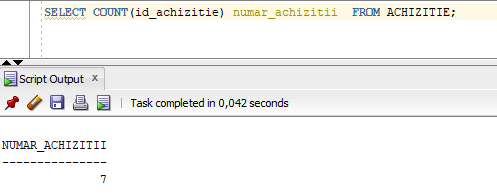 SELECT COUNT(id_achizitie) numar_achizitii  FROM ACHIZITIE;
Script Output x
Task completed in 0,042 seconds
NUMAR_ACHIZITII
---------------
7